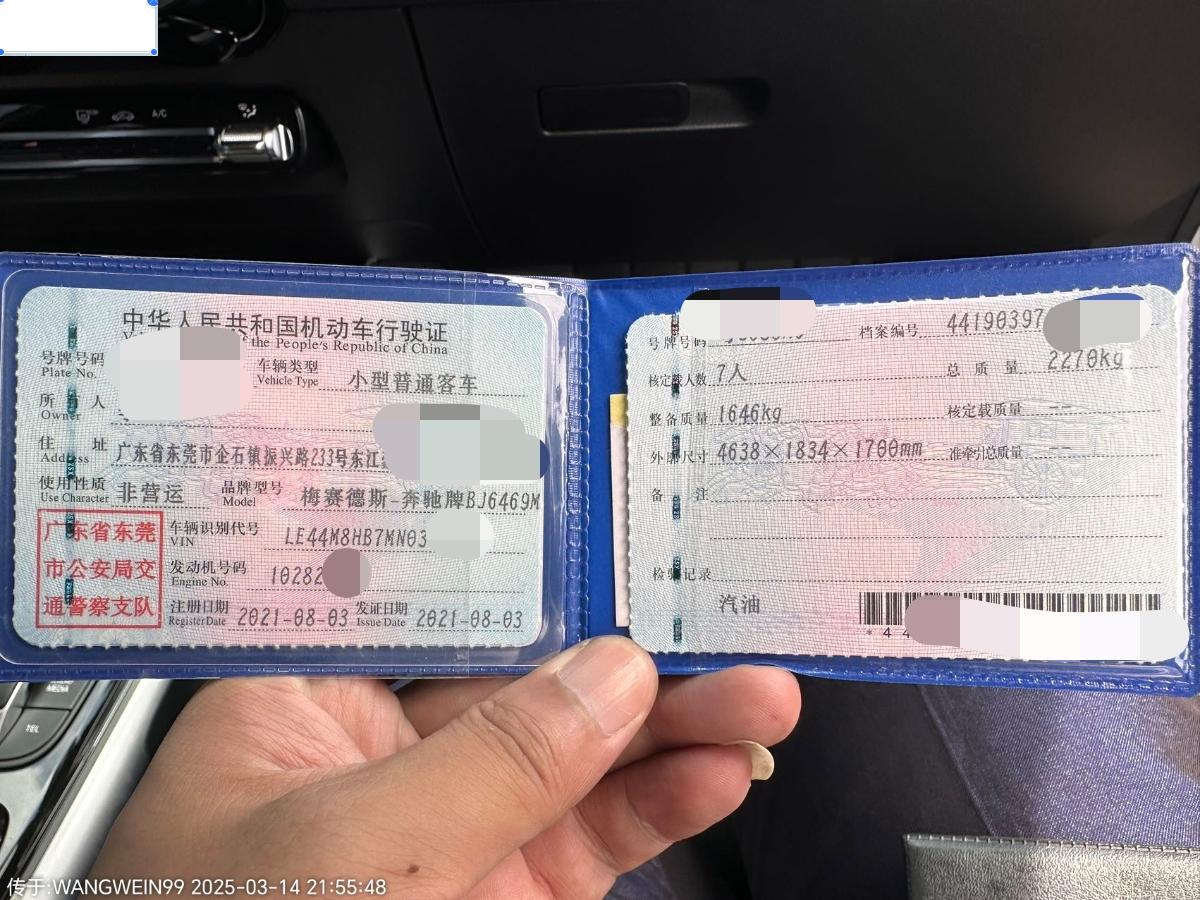 A/C
中华人民共和国机动车行驶证
the People's Republic of China
号牌号码
Plate No.
车辆类型
Vehicle Type
小型普通客车
所有人
Owner
住址
Address
广东省东莞市企石镇振兴路233号东江
使用性质
Use Character
非营运
品牌型号
Model
梅赛德斯-奔驰牌BJ6469M
广东省东莞
市公安局交
通警察支队
车辆识别代号
VIN
LE44M8HB7MN03
发动机号码
Engine No.
10282
注册日期
Register Date
2021-08-03
发证日期
Issue Date
2021-08-03
号牌号码
档案编号
44190397
核定载人数
7人
总质量
2270kg
整备质量
1646kg
核定载质量
--
外廓尺寸
4638×1834×1700mm
准牵引总质量
--
备注
检验记录
汽油
*44
MEDIA
TEL
传于:WANGWEIN99 2025-03-14 21:55:48